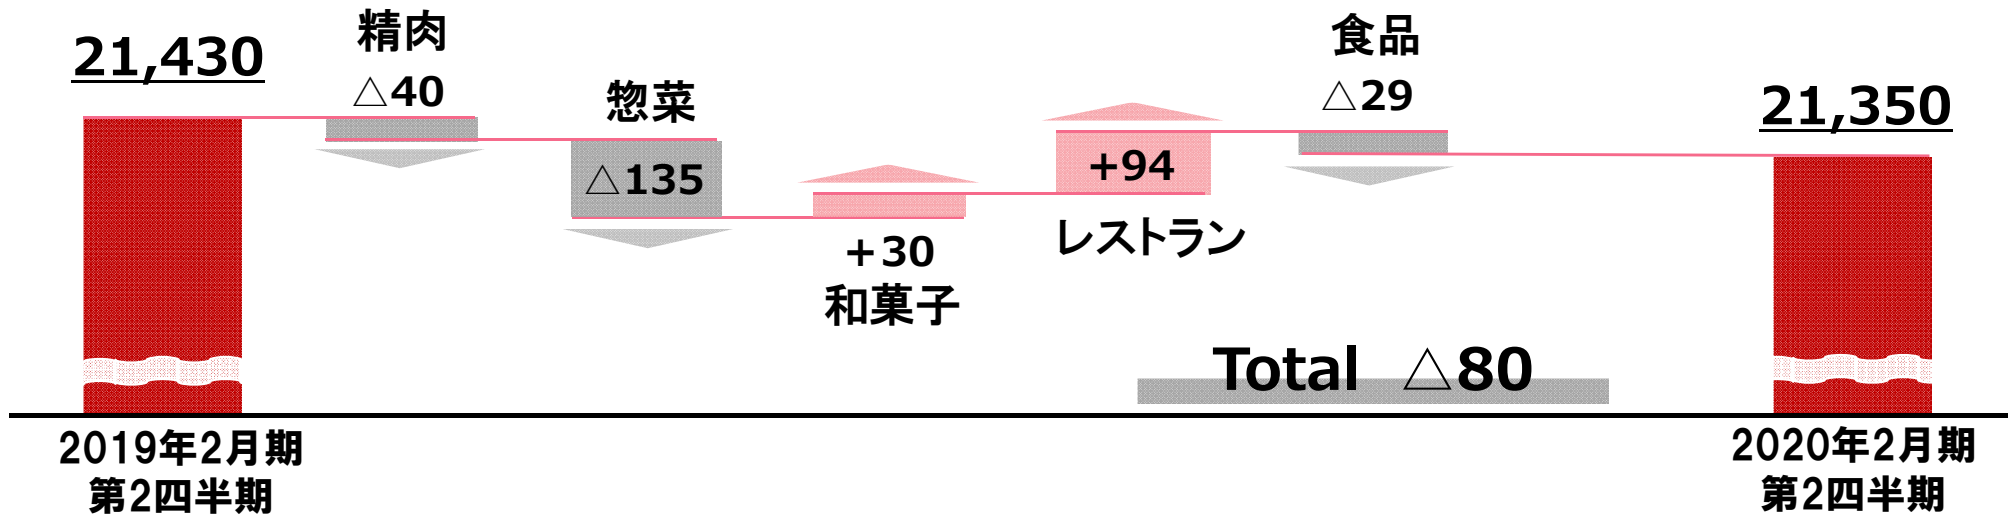 21,430
精肉
△40
惣菜
△135
+30
和菓子
+94
レストラン
食品
△29
21,350
Total △80
2019年2月期
第2四半期
2020年2月期
第2四半期